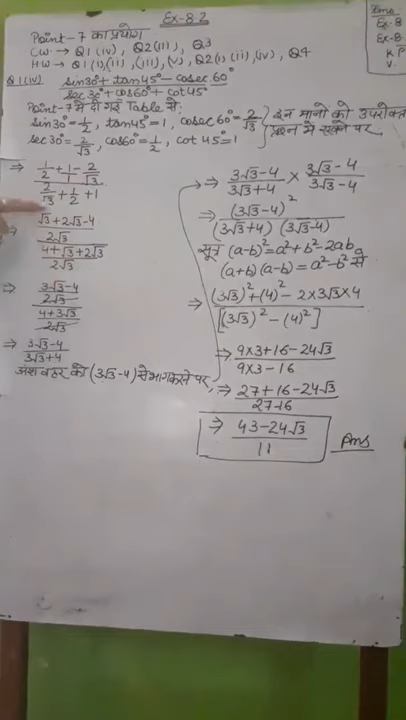 Ex-8.2
Point-7 का प्रयोग
CW → Q1(iv), Q2(ii), Q3
HW → Q1(i),(ii),(iii),(v), Q2(i)(iii),(iv), Q4
Q1(iv) (sin30°+tan45°-cosec60°)/(sec30°+cos60°+cot45°)
Point-7 में दी गई Table से:
sin30°=1/2, tan45°=1, cosec60°=2/√3
sec30°=2/√3, cos60°=1/2, cot45°=1
इन मानों को उपरोक्त
प्रश्न में रखने पर
⇒ (1/2+1/1-2/√3)/(2/√3+1/2+1)
⇒ ((√3+2√3-4)/2√3)/((4+√3+2√3)/2√3)
⇒ ((3√3-4)/2√3)/((4+3√3)/2√3)
⇒ (3√3-4)/(3√3+4)
अंश व हर को (3√3-4) से भाग करने पर,
⇒ (3√3-4)/(3√3+4) × (3√3-4)/(3√3-4)
⇒ (3√3-4)²/(3√3+4)(3√3-4)
सूत्र (a-b)²=a²+b²-2ab
(a+b)(a-b)=a²-b² से
⇒ ((3√3)²+(4)²-2×3√3×4)/[(3√3)²-(4)²]
⇒ (9×3+16-24√3)/(9×3-16)
⇒ (27+16-24√3)/(27-16)
⇒ (43-24√3)/11 Ans
Ex-8
Ex-8